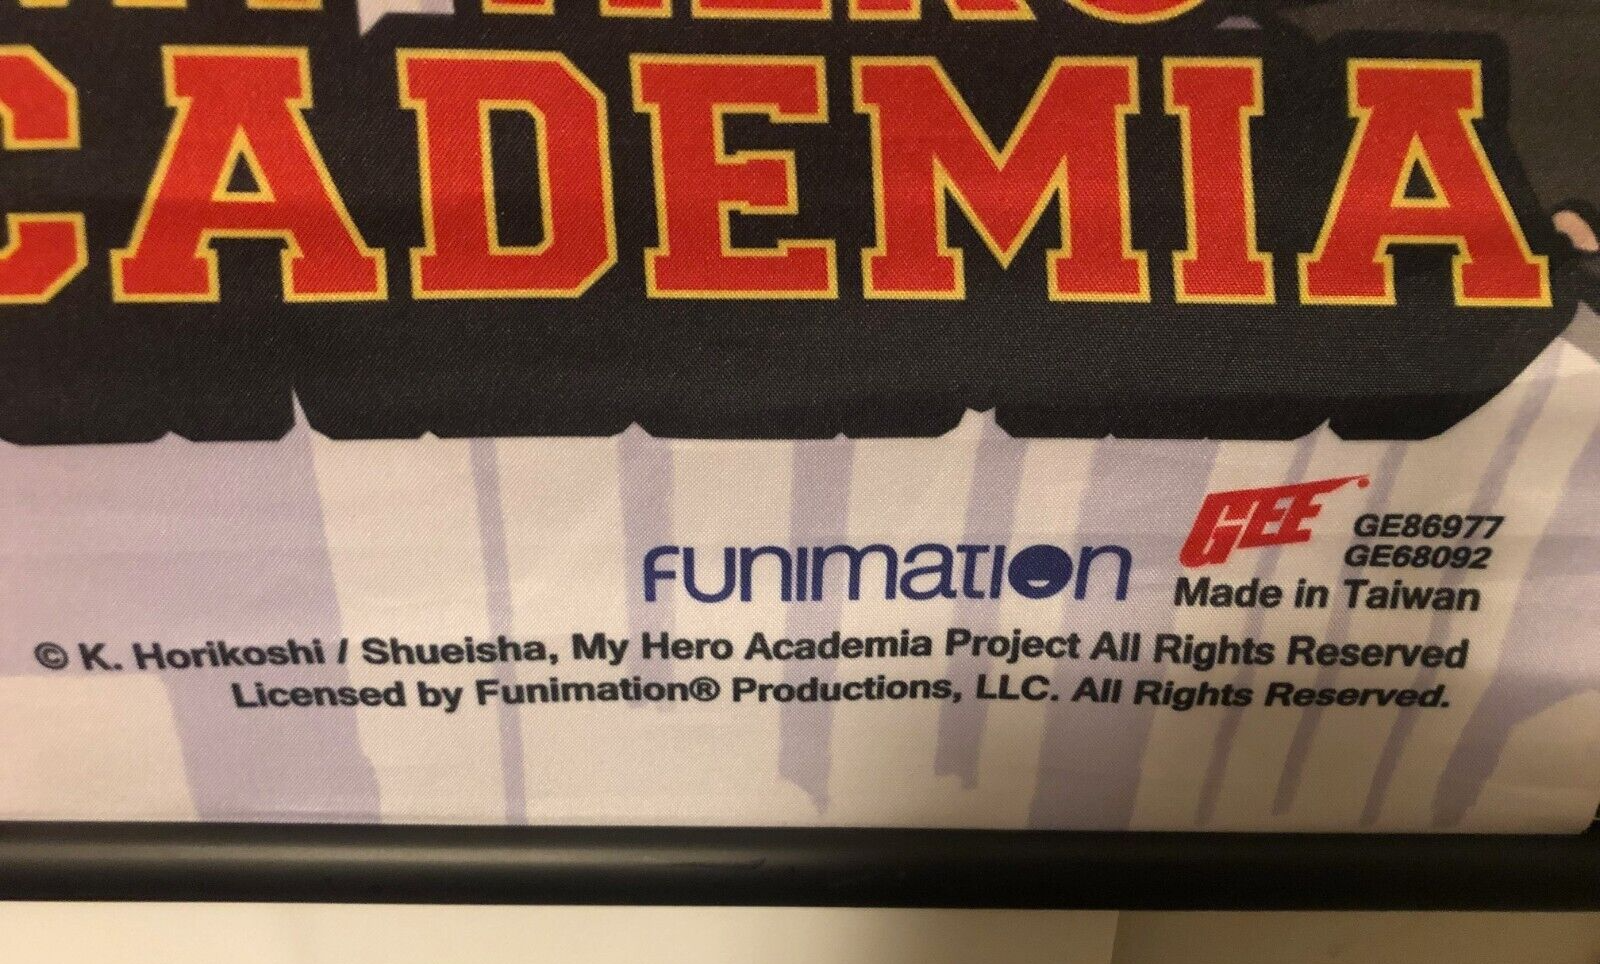 HERO
CADEMIA
GEE
GE86977
GE68092
FUNIMATION
Made in Taiwan
© K. Horikoshi / Shueisha, My Hero Academia Project All Rights Reserved
Licensed by Funimation® Productions, LLC. All Rights Reserved.